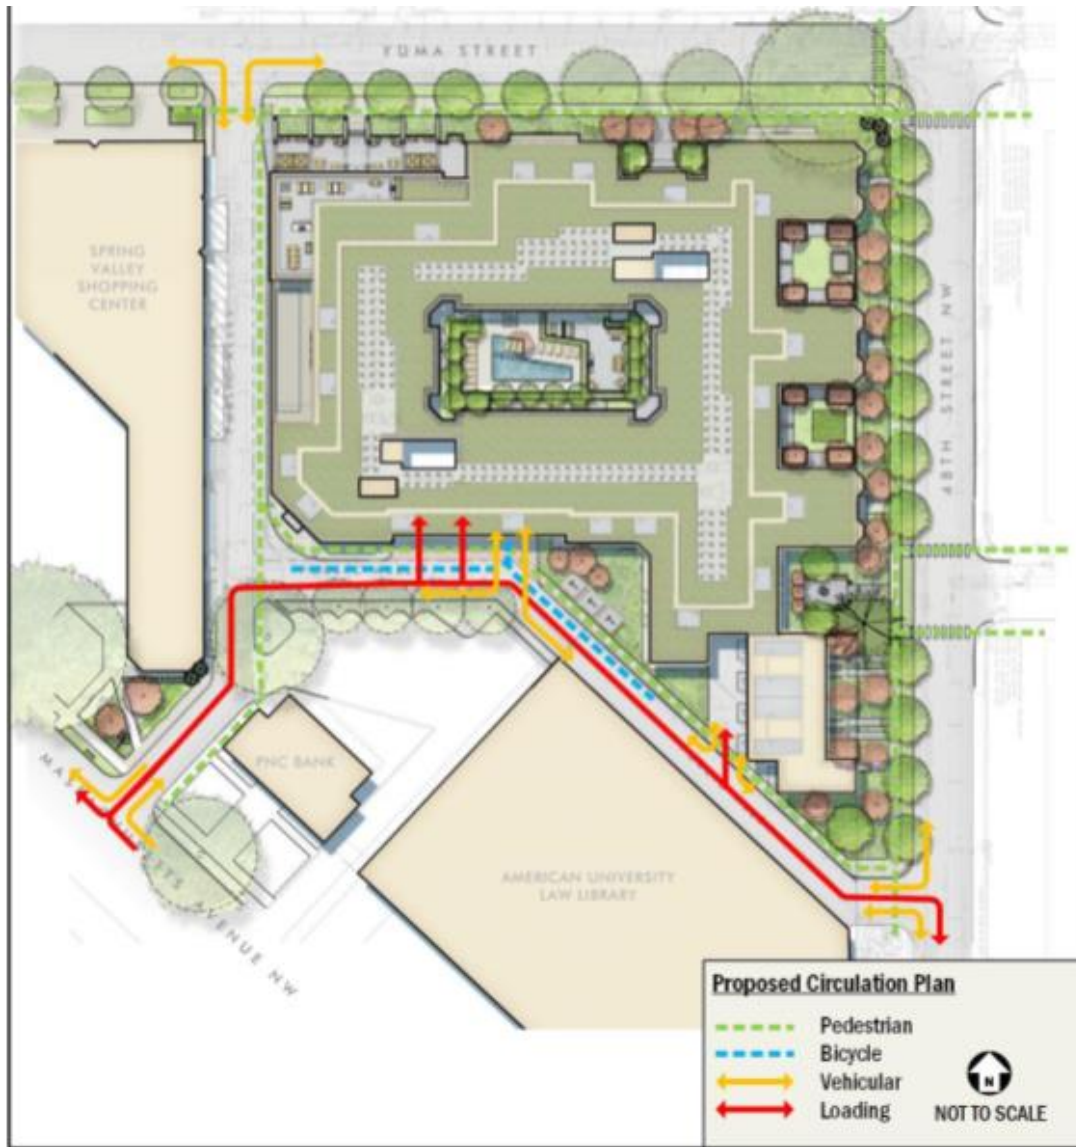 YUMA STREET
SPRING
VALLEY
SHOPPING
CENTER
48TH STREET NW
PNC BANK
AMERICAN UNIVERSITY
LAW LIBRARY
AVENUE NW
Proposed Circulation Plan
Pedestrian
Bicycle
Vehicular
Loading
N
NOT TO SCALE